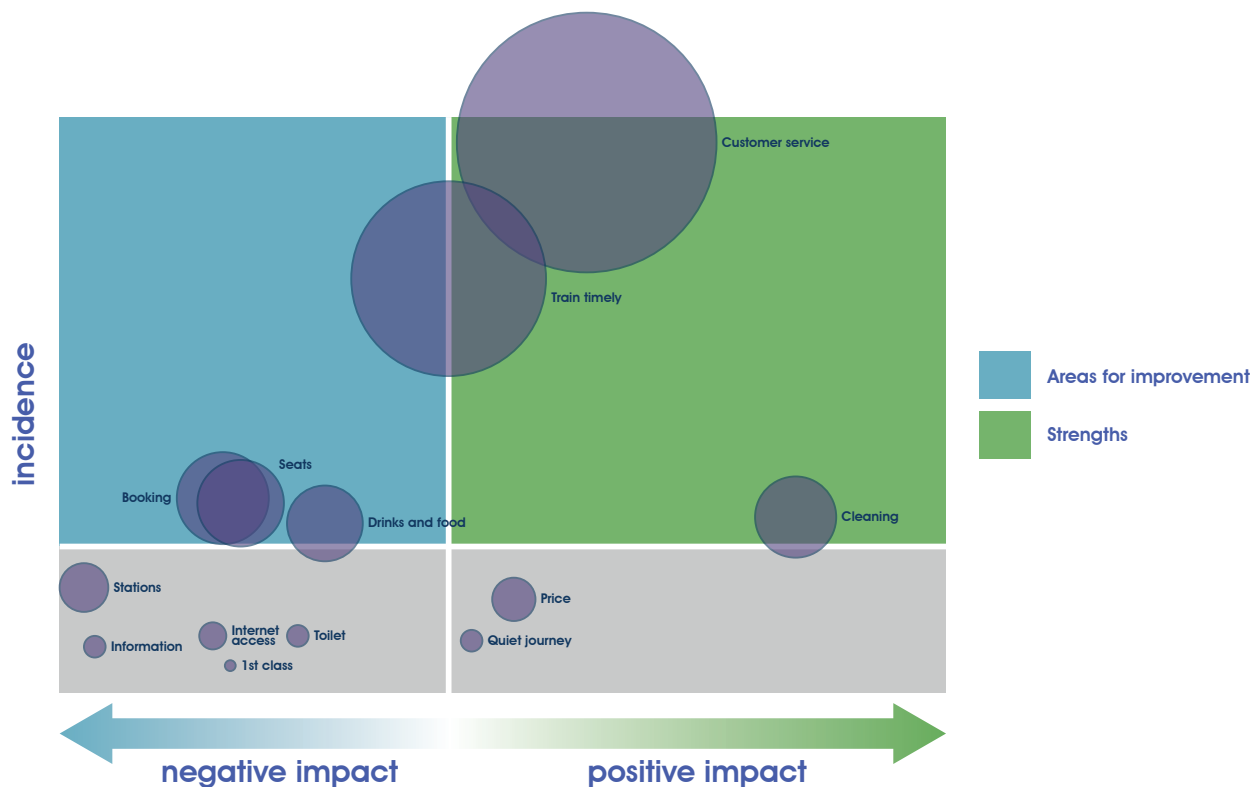 Customer service
Train timely
incidence
Areas for improvement
Strengths
Seats
Booking
Drinks and food
Cleaning
Stations
Price
Information
Internet
access
Toilet
Quiet journey
1st class
negative impact
positive impact